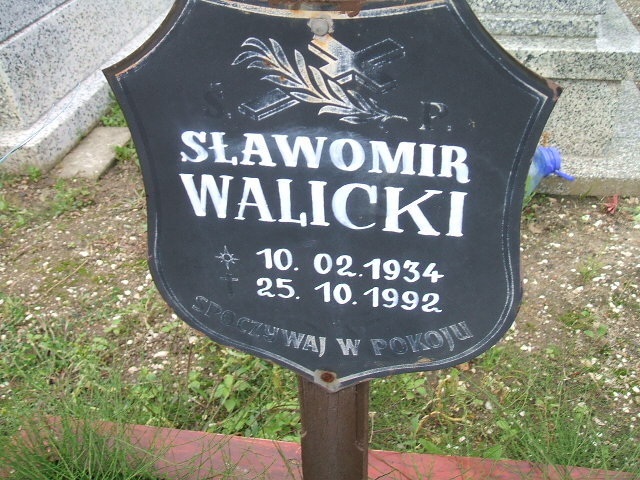 Ś. P.
SŁAWOMIR
WALICKI
10. 02. 1934
25. 10. 1992
SPOCZYWAJ W POKOJU